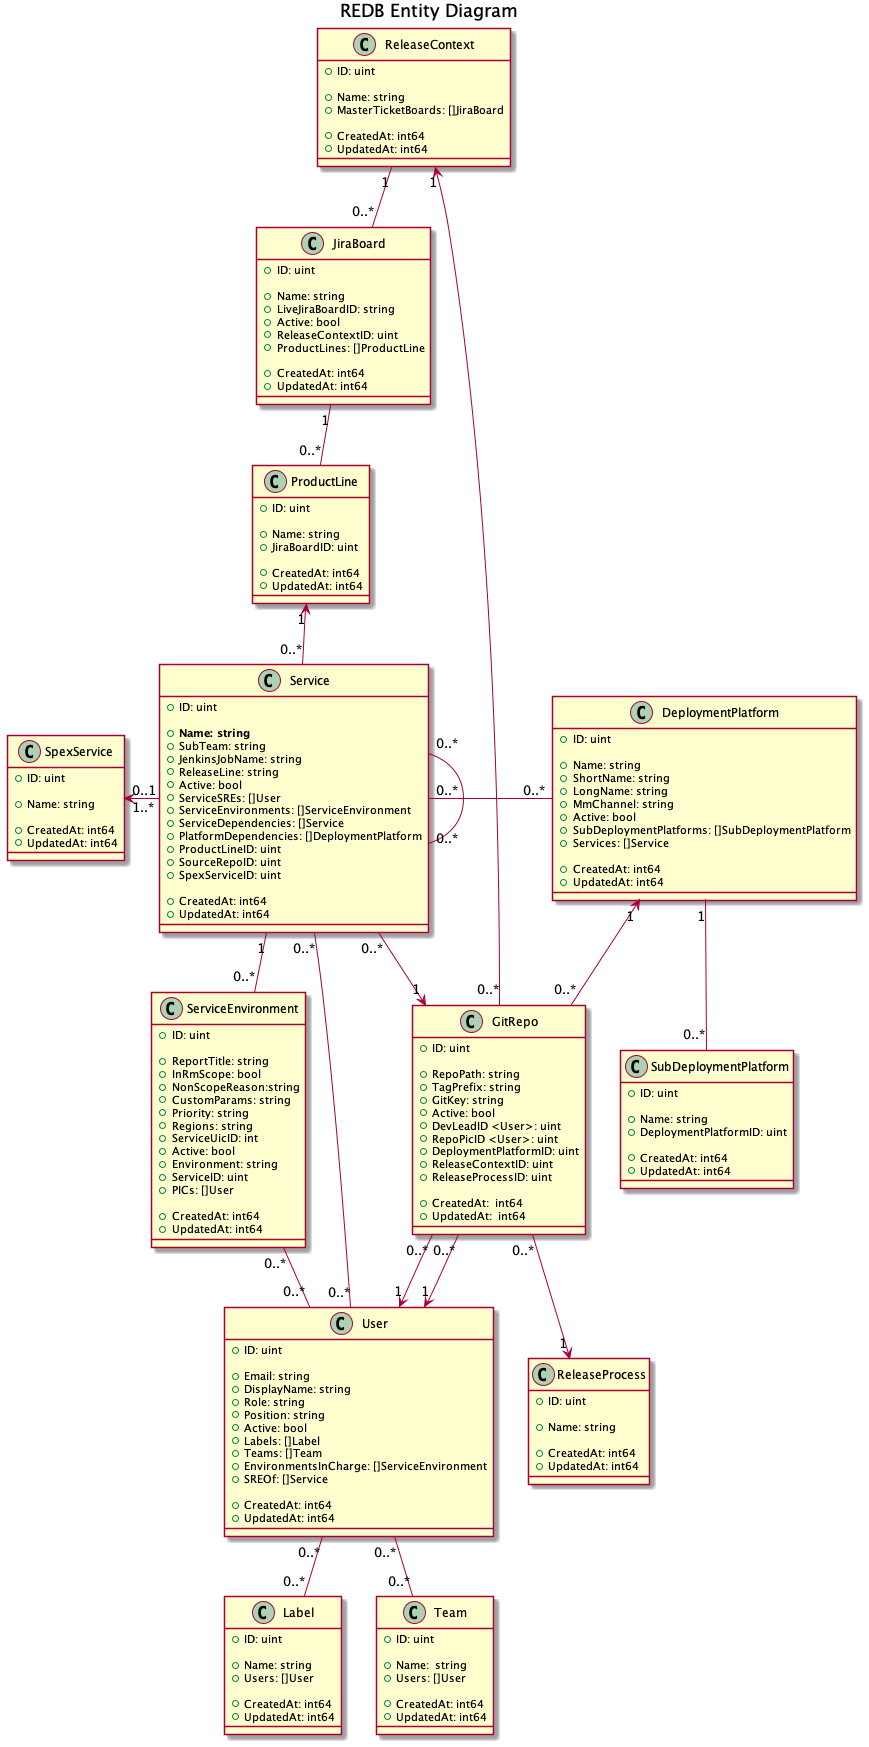 REDB Entity Diagram
C ReleaseContext
ID: uint
Name: string
MasterTicketBoards: []JiraBoard
CreatedAt: int64
UpdatedAt: int64
1
1
0..*
C JiraBoard
ID: uint
Name: string
LiveJiraBoardID: string
Active: bool
ReleaseContextID: uint
ProductLines: []ProductLine
CreatedAt: int64
UpdatedAt: int64
1
0..*
C ProductLine
ID: uint
Name: string
JiraBoardID: uint
CreatedAt: int64
UpdatedAt: int64
1
0..*
C Service
ID: uint
Name: string
SubTeam: string
JenkinsJobName: string
ReleaseLine: string
Active: bool
ServiceSREs: []User
ServiceEnvironments: []ServiceEnvironment
ServiceDependencies: []Service
PlatformDependencies: []DeploymentPlatform
ProductLineID: uint
SourceRepoID: uint
SpexServiceID: uint
CreatedAt: int64
UpdatedAt: int64
C SpexService
ID: uint
Name: string
CreatedAt: int64
UpdatedAt: int64
0..1
1..*
0..*
0..*
0..*
0..*
C DeploymentPlatform
ID: uint
Name: string
ShortName: string
LongName: string
MmChannel: string
Active: bool
SubDeploymentPlatforms: []SubDeploymentPlatform
Services: []Service
CreatedAt: int64
UpdatedAt: int64
1
0..*
0..*
1
1
0..*
1
0..*
0..*
0..*
C ServiceEnvironment
ID: uint
ReportTitle: string
InRmScope: bool
NonScopeReason:string
CustomParams: string
Priority: string
Regions: string
ServiceUicID: int
Active: bool
Environment: string
ServiceID: uint
PICs: []User
CreatedAt: int64
UpdatedAt: int64
C GitRepo
ID: uint
RepoPath: string
TagPrefix: string
GitKey: string
Active: bool
DevLeadID <User>: uint
RepoPicID <User>: uint
DeploymentPlatformID: uint
ReleaseContextID: uint
ReleaseProcessID: uint
CreatedAt:  int64
UpdatedAt:  int64
C SubDeploymentPlatform
ID: uint
Name: string
DeploymentPlatformID: uint
CreatedAt: int64
UpdatedAt: int64
0..*
0..*
0..*
0..*
0..*
0..*
1
1
1
C User
ID: uint
Email: string
DisplayName: string
Role: string
Position: string
Active: bool
Labels: []Label
Teams: []Team
EnvironmentsInCharge: []ServiceEnvironment
SREOf: []Service
CreatedAt: int64
UpdatedAt: int64
C ReleaseProcess
ID: uint
Name: string
CreatedAt: int64
UpdatedAt: int64
0..*
0..*
0..*
0..*
C Label
ID: uint
Name: string
Users: []User
CreatedAt: int64
UpdatedAt: int64
C Team
ID: uint
Name:  string
Users: []User
CreatedAt: int64
UpdatedAt: int64